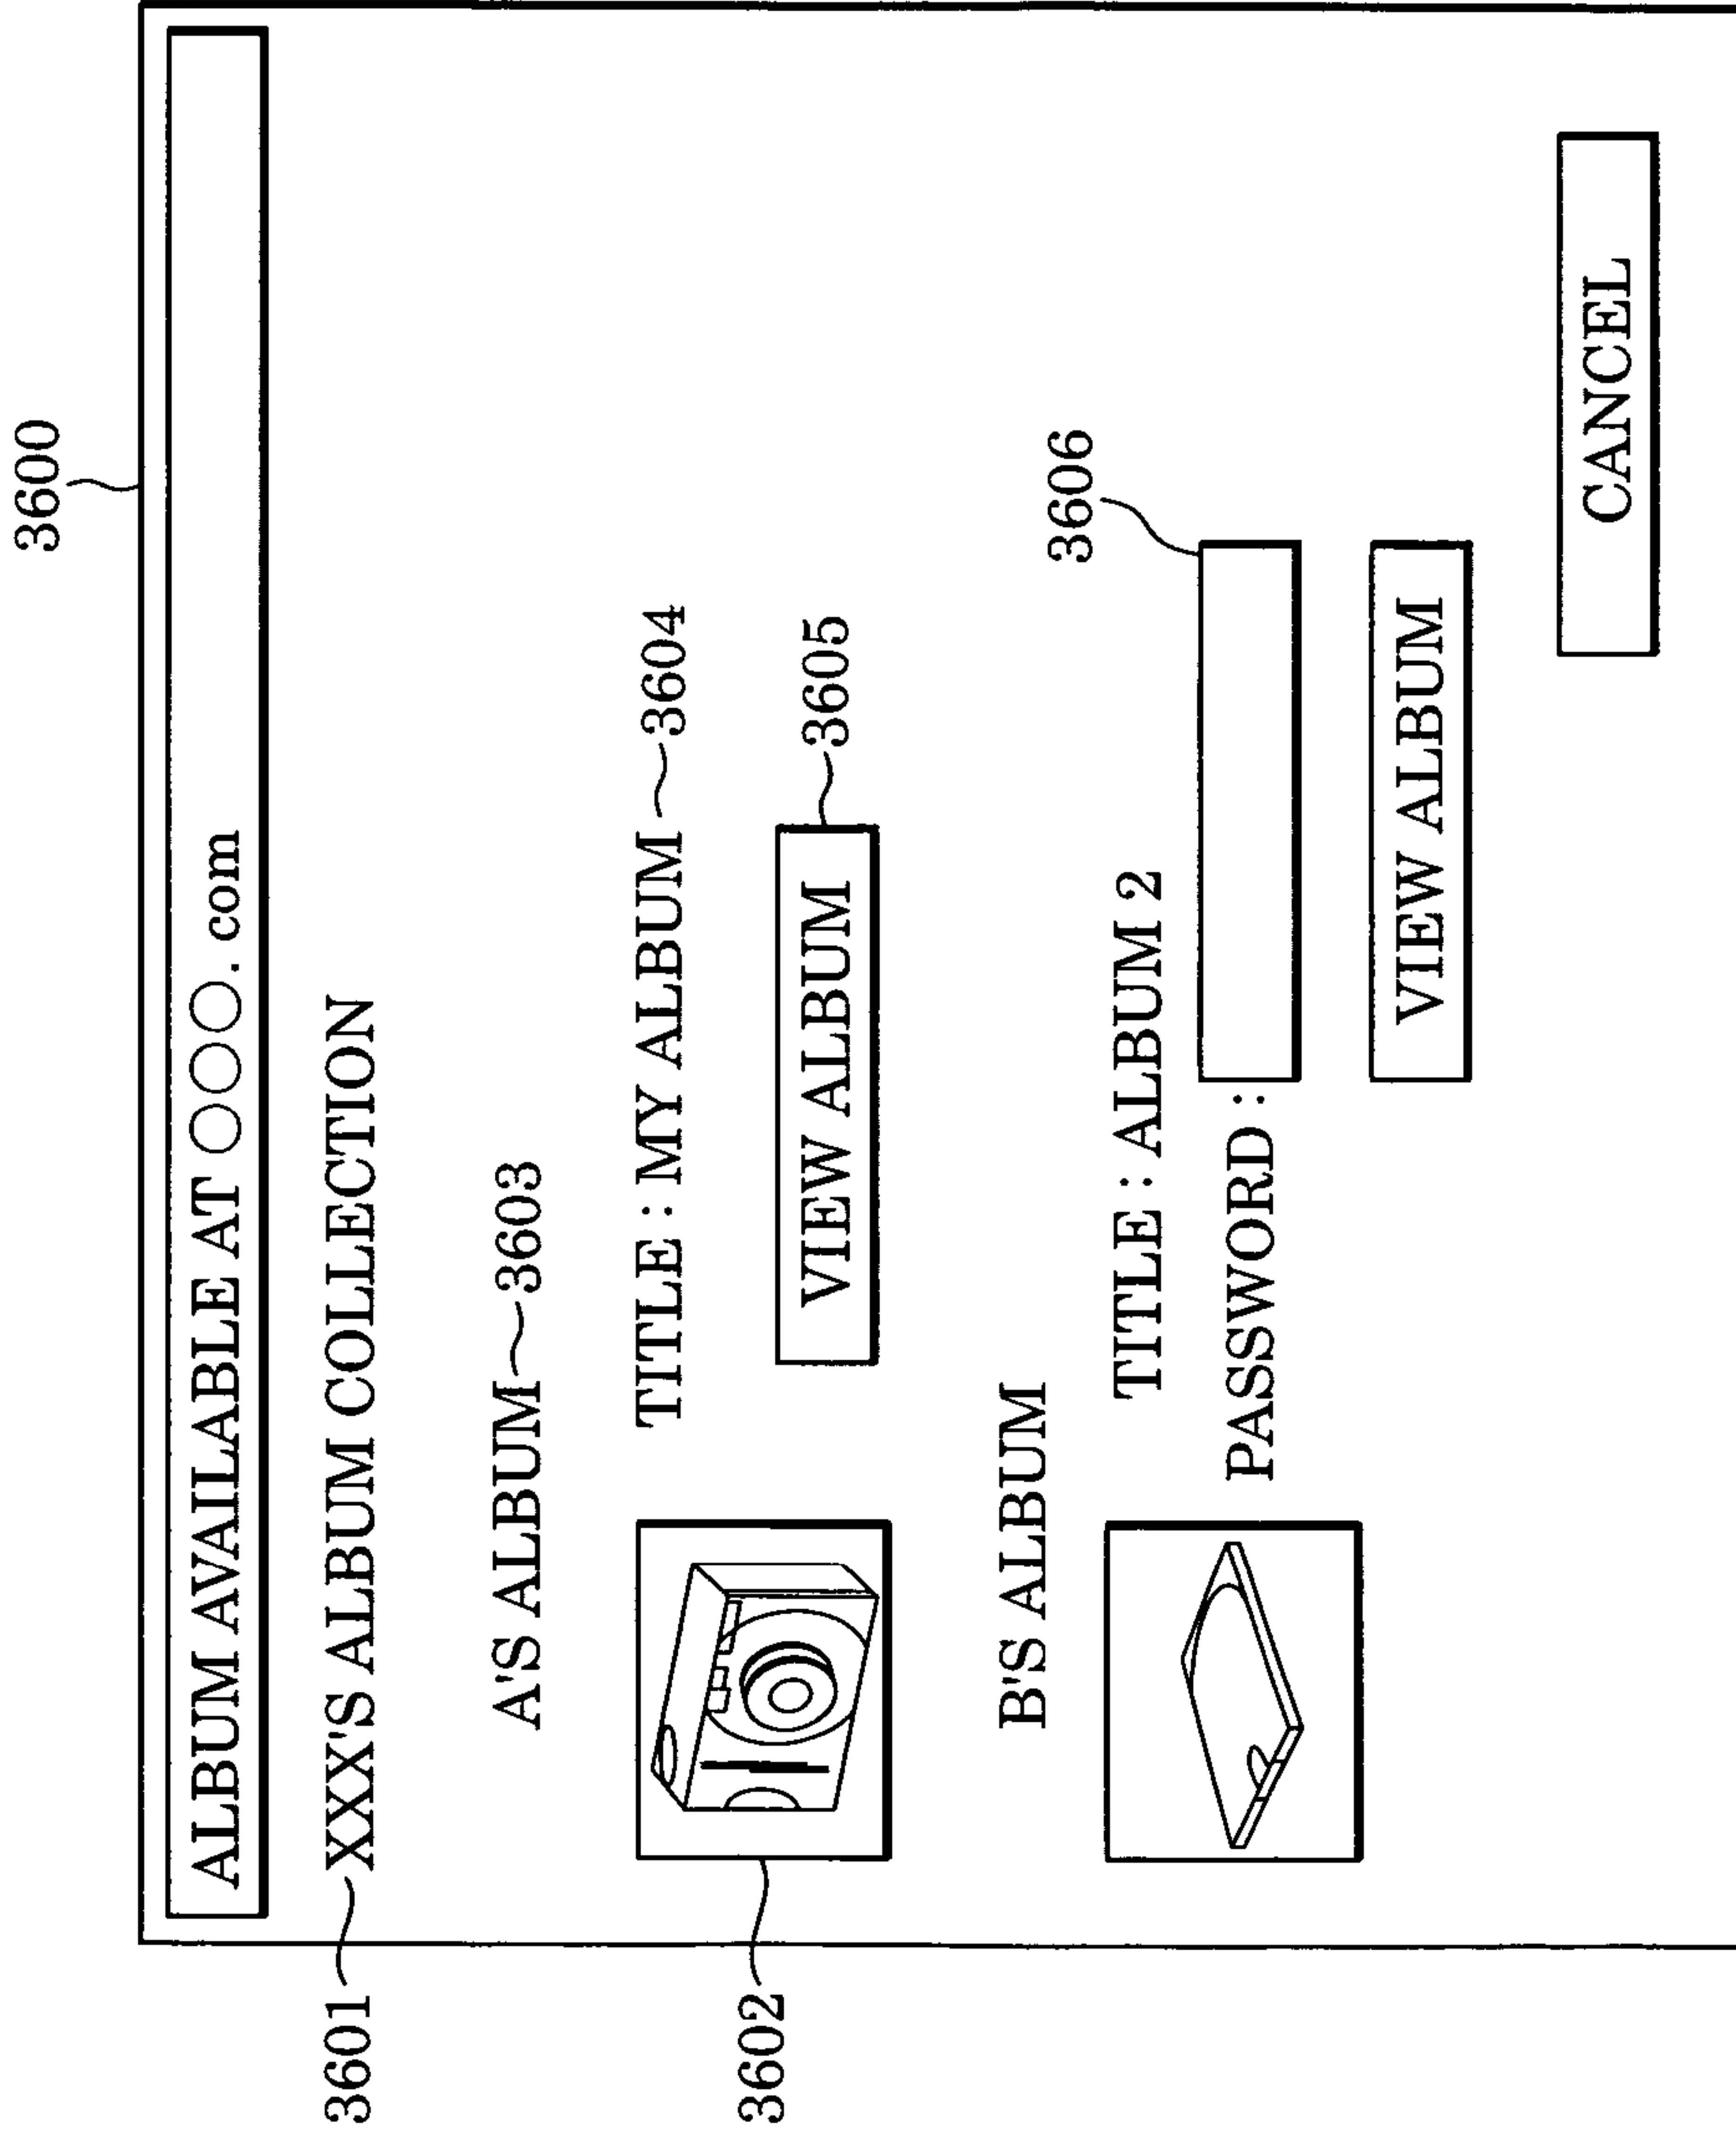 3600
ALBUM AVAILABLE AT ○○○. com
3601 XXX'S ALBUM COLLECTION
A'S ALBUM 3603
3602
TITLE : MY ALBUM 3604
VIEW ALBUM 3605
B'S ALBUM
TITLE : ALBUM 2
3606
PASSWORD :
VIEW ALBUM
CANCEL